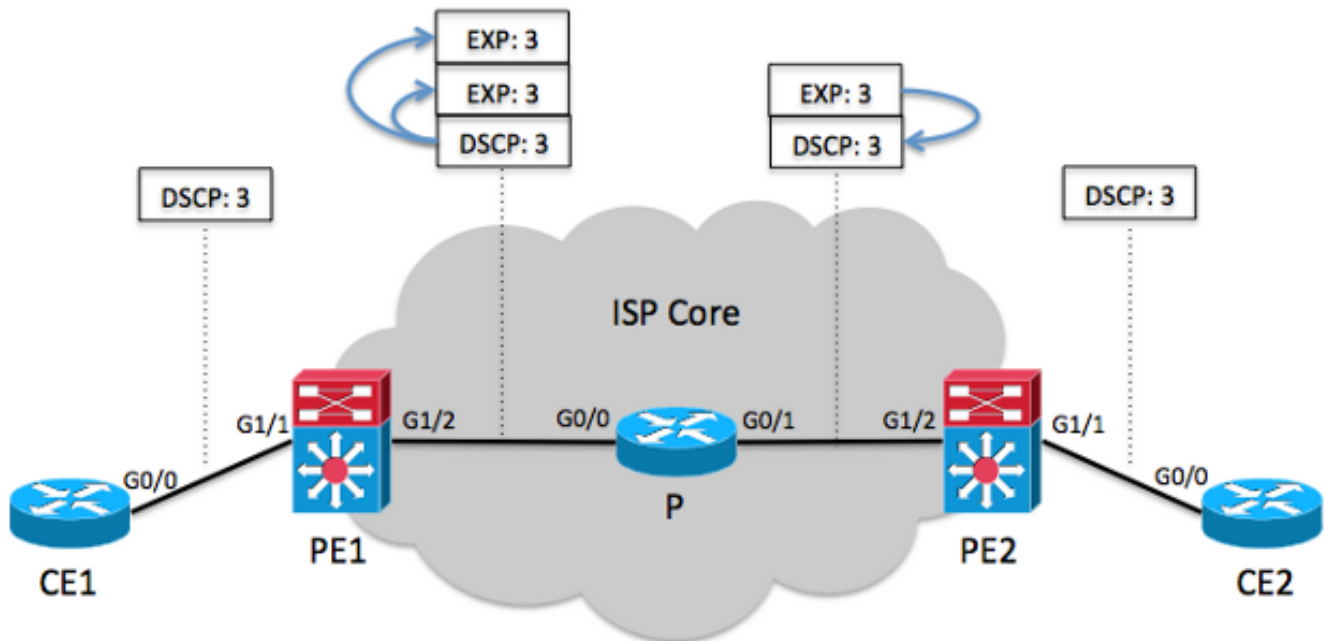 EXP: 3
EXP: 3
DSCP: 3
EXP: 3
DSCP: 3
DSCP: 3
DSCP: 3
ISP Core
G1/1
G1/2
G0/0
G0/1
G1/2
G1/1
G0/0
G0/0
P
PE1
PE2
CE1
CE2